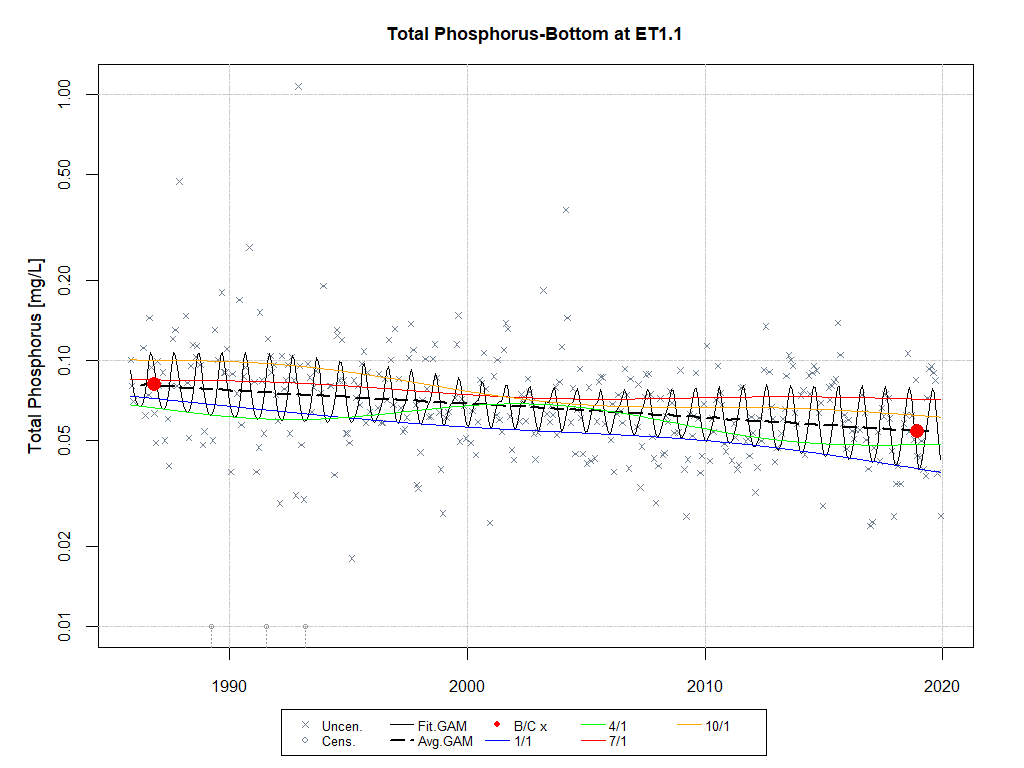 Total Phosphorus-Bottom at ET1.1
Total Phosphorus [mg/L]
1.00
0.50
0.20
0.10
0.05
0.02
0.01
1990 2000 2010 2020
Uncen. Fit.GAM B/C x 4/1 10/1
Cens. Avg.GAM 1/1 7/1